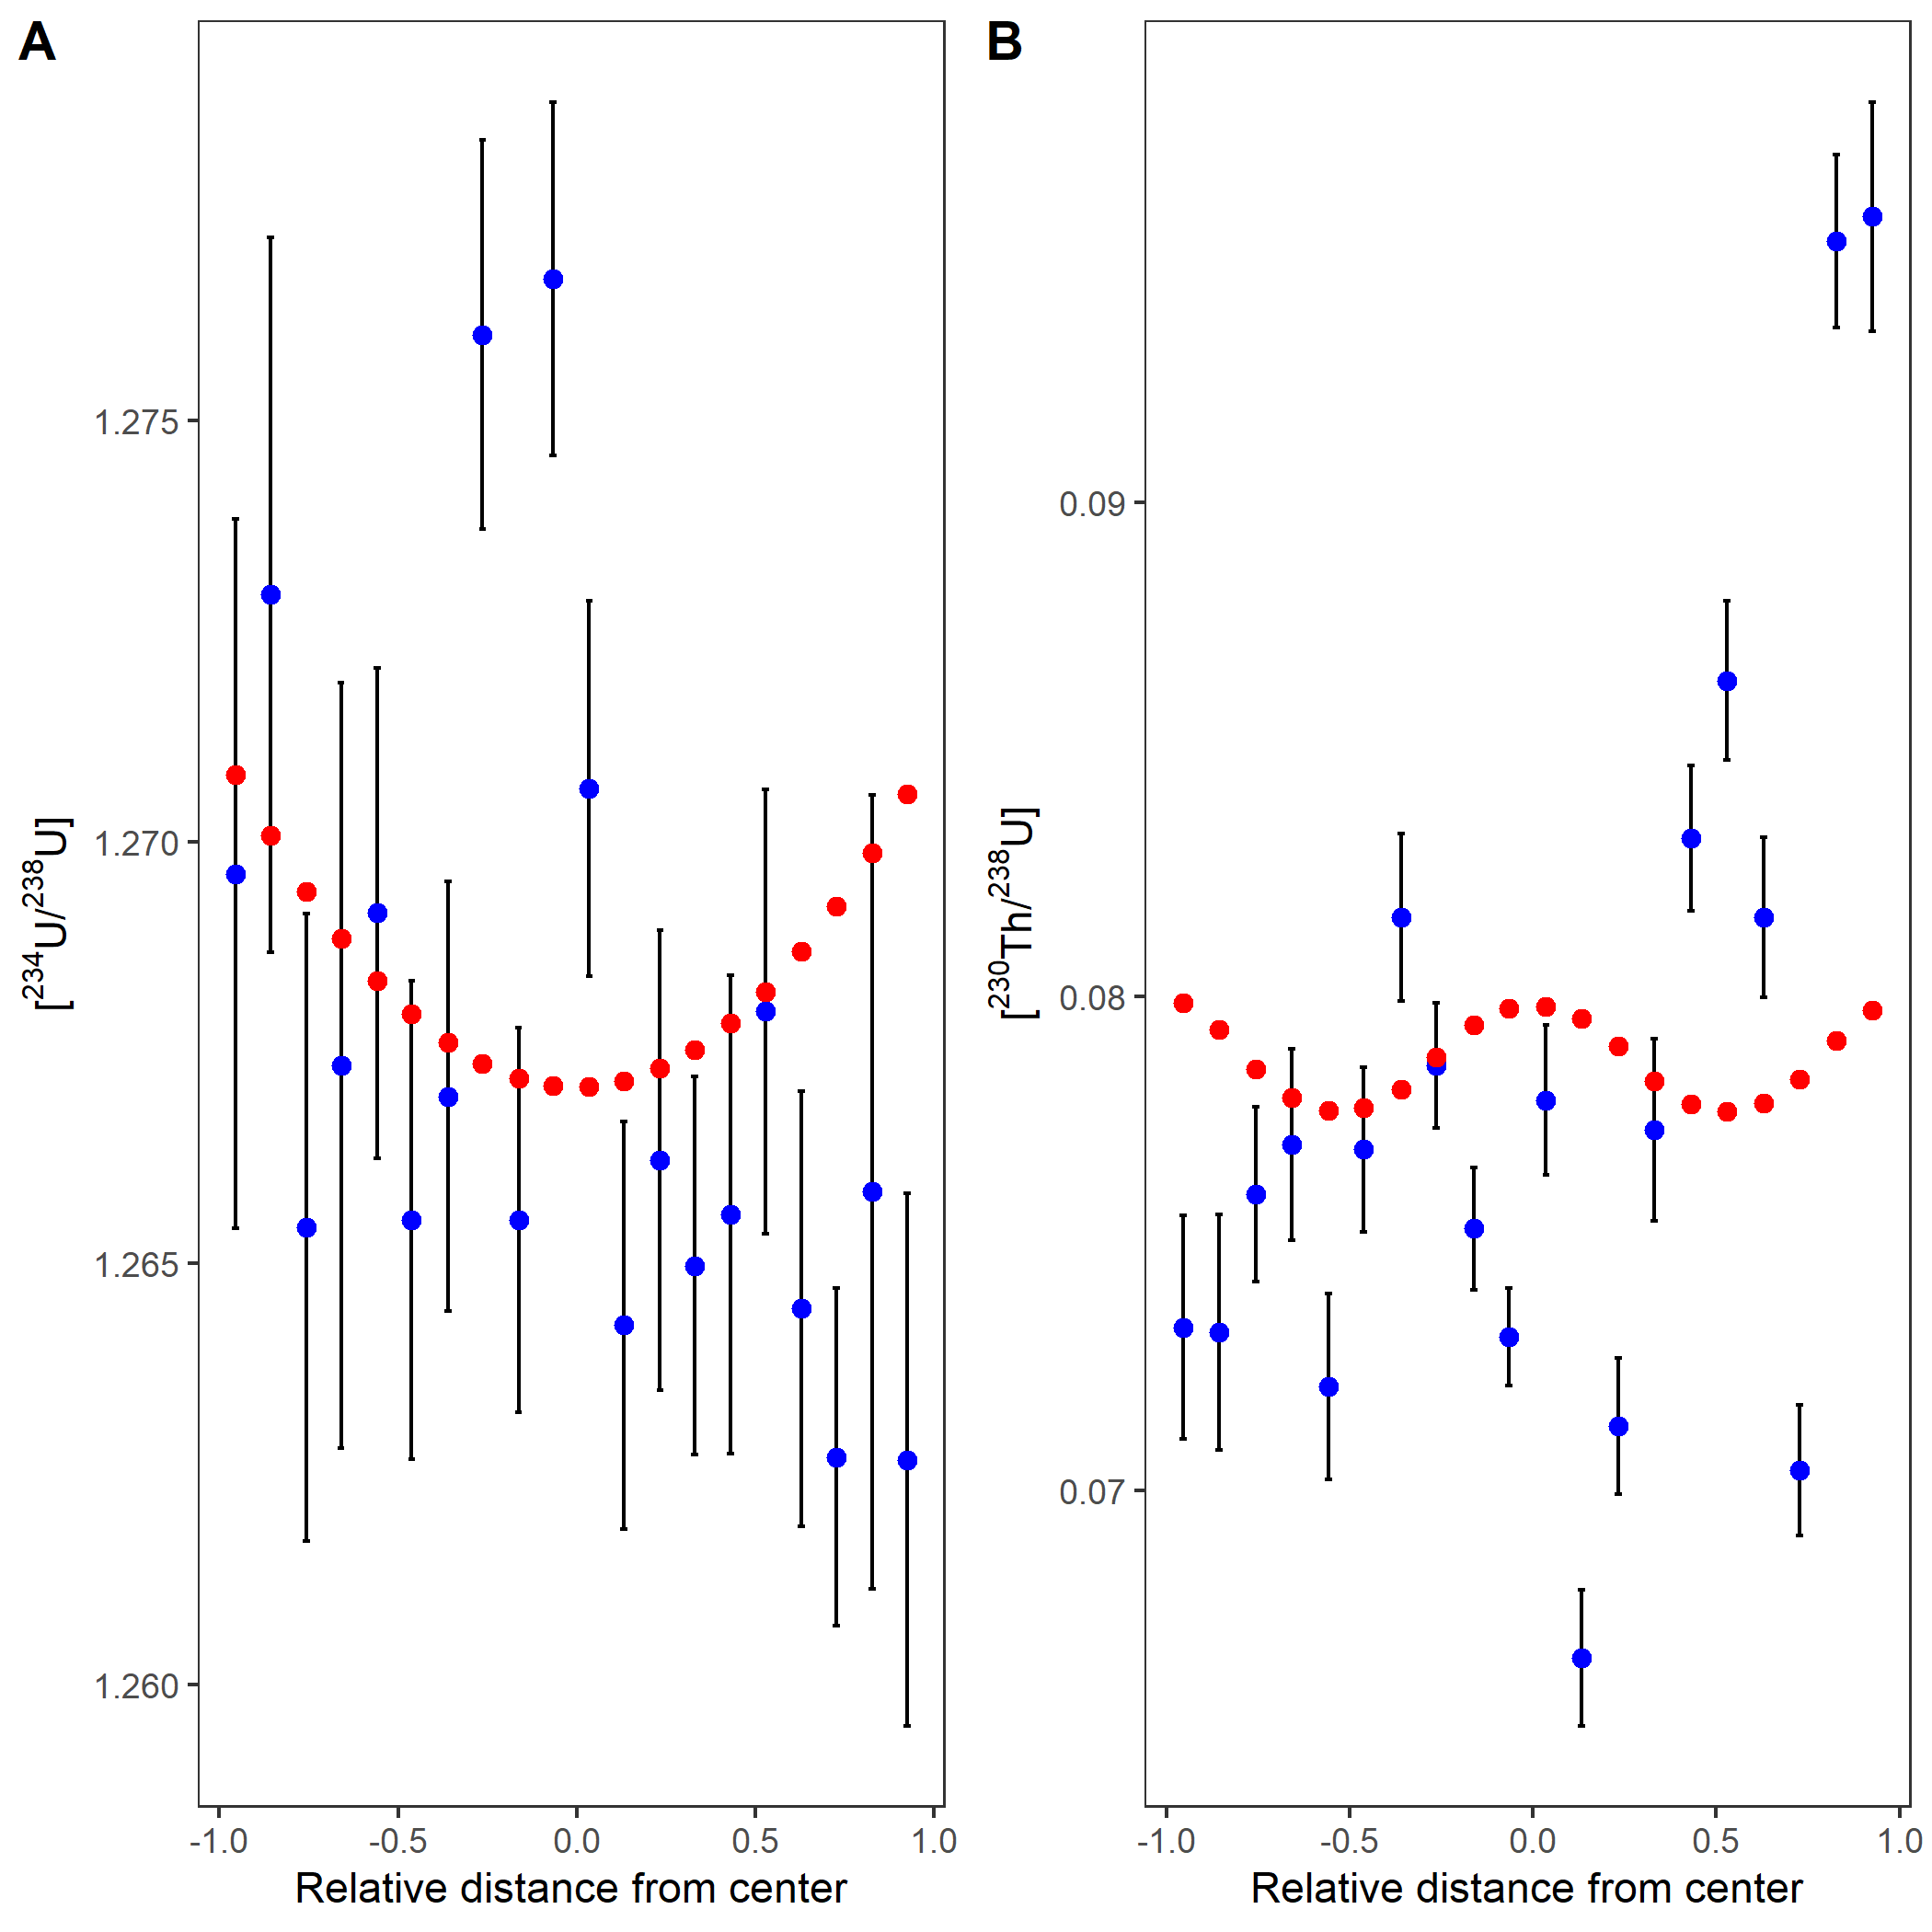 A
[²³⁴U/²³⁸U]
1.275
1.270
1.265
1.260
-1.0 -0.5 0.0 0.5 1.0
Relative distance from center
B
[²³⁰Th/²³⁸U]
0.09
0.08
0.07
-1.0 -0.5 0.0 0.5 1.0
Relative distance from center